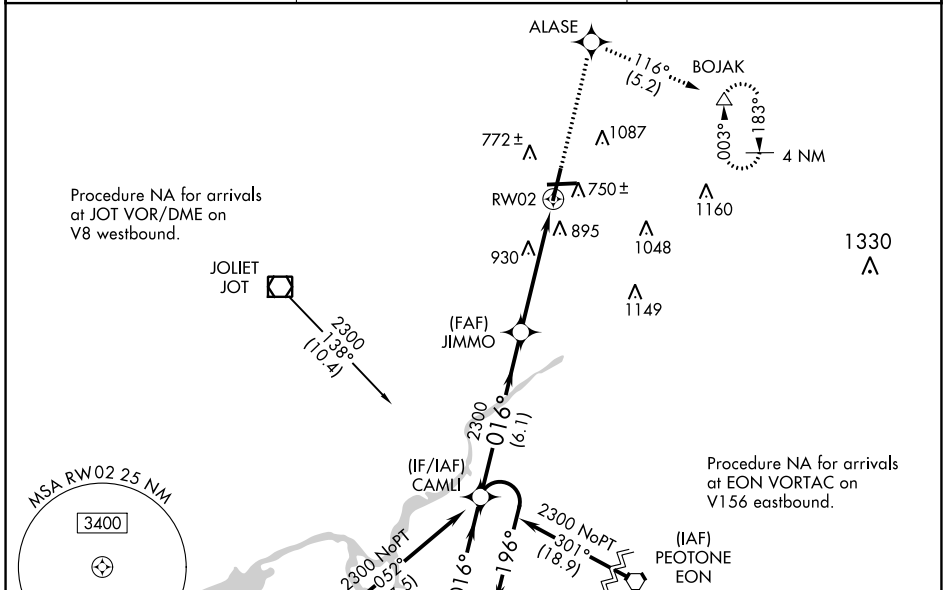 ALASE
116°
(5.2)
BOJAK
003°
183°
4 NM
772 ±
1087
RW02
750 ±
1160
Procedure NA for arrivals
at JOT VOR/DME on
V8 westbound.
895
930
1048
1330
JOLIET
JOT
1149
2300
138°
(10.4)
(FAF)
JIMMO
2300
016°
(6.1)
(IF/IAF)
CAMLI
Procedure NA for arrivals
at EON VORTAC on
V156 eastbound.
MSA RW02 25 NM
3400
2300 NoPT
052°
016°
196°
2300 NoPT
301°
(18.9)
(IAF)
PEOTONE
EON